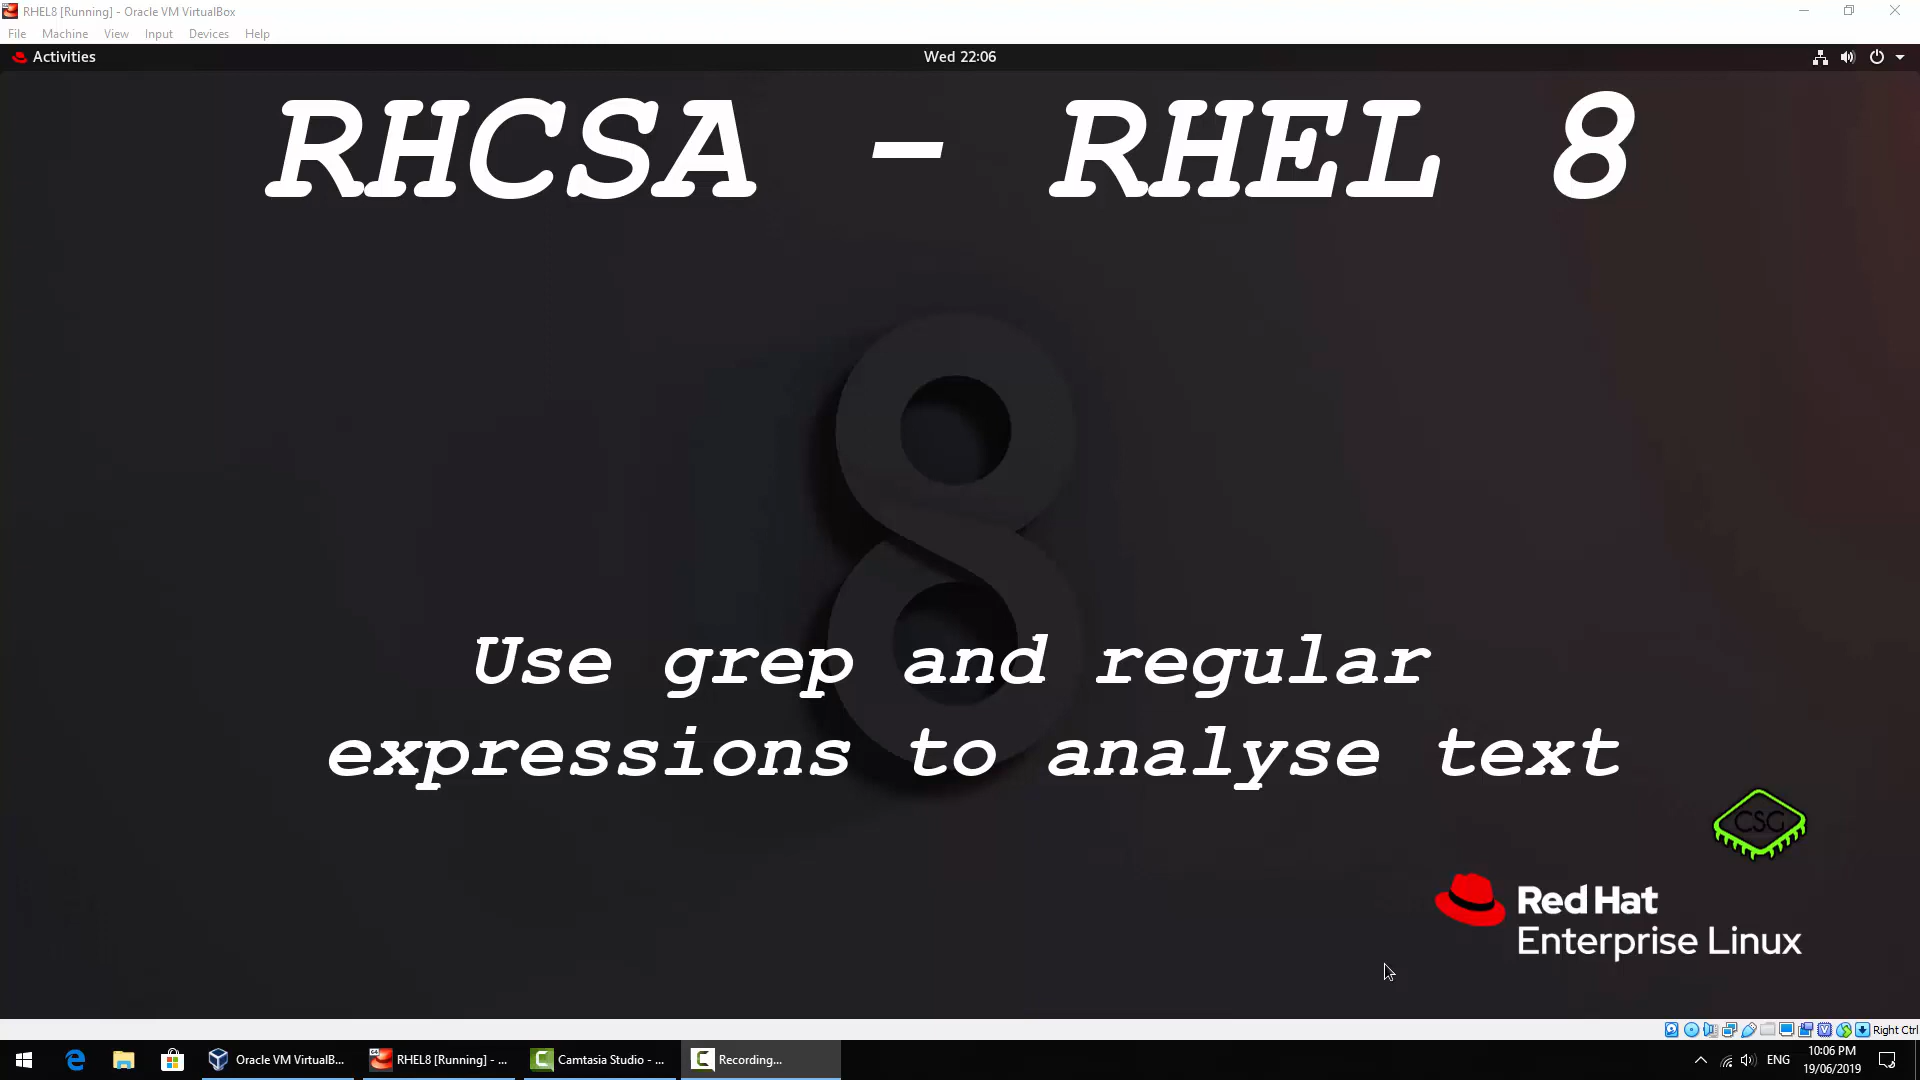 RHEL8 [Running] - Oracle VM VirtualBox
File Machine View Input Devices Help
Activities Wed 22:06
RHCSA - RHEL 8
Use grep and regular
expressions to analyse text
CSG
Red Hat
Enterprise Linux
Right Ctrl
Oracle VM VirtualB... RHEL8 [Running] - ... Camtasia Studio - ... Recording... ENG 10:06 PM
19/06/2019